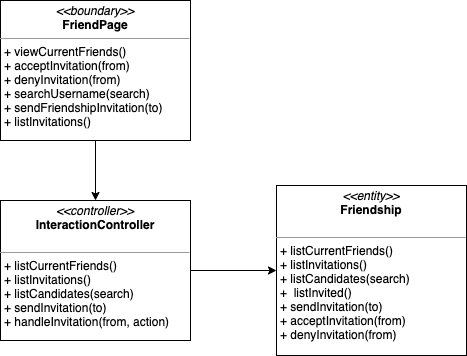 <<boundary>>
FriendPage
+ viewCurrentFriends()
+ acceptInvitation(from)
+ denyInvitation(from)
+ searchUsername(search)
+ sendFriendshipInvitation(to)
+ listInvitations()
<<controller>>
InteractionController
+ listCurrentFriends()
+ listInvitations()
+ listCandidates(search)
+ sendInvitation(to)
+ handleInvitation(from, action)
<<entity>>
Friendship
+ listCurrentFriends()
+ listInvitations()
+ listCandidates(search)
+  listInvited()
+ sendInvitation(to)
+ acceptInvitation(from)
+ denyInvitation(from)